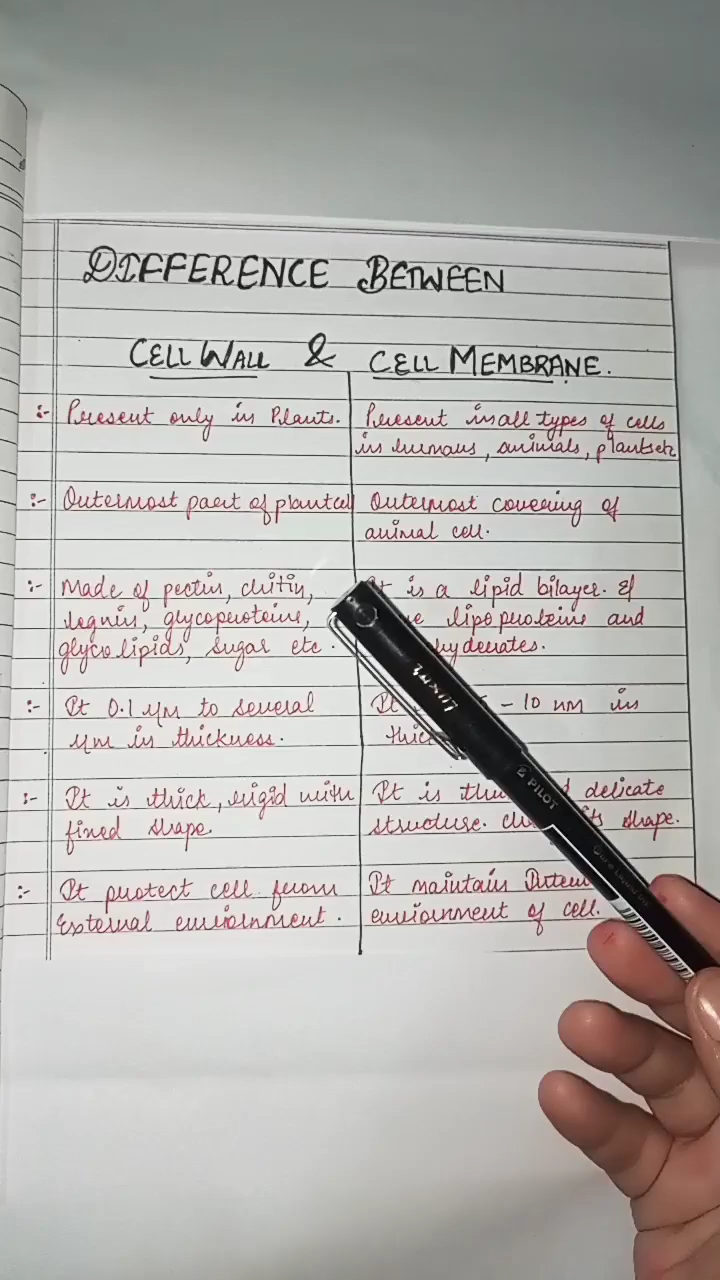 DIFFERENCE BETWEEN
CELL WALL & CELL MEMBRANE.
:- Present only in Plants.
Present in all types of cells
in humans, animals, plants etc
:- Outermost part of plant cell
Outermost covering of
animal cell.
:- Made of pectin, chitin,
legnin, glycoproteins,
glycolipids, sugar etc.
is a lipid bilayer. of
lipoproteins and
:- It 0.1 μm to several
μm in thickness.
It - 10 nm in
:- It is thick, rigid with
fixed shape.
It is delicate
structure. shape.
:- It protect cell from
External enviornment.
It maintain
enviornment of cell.
Luxor
PILOT